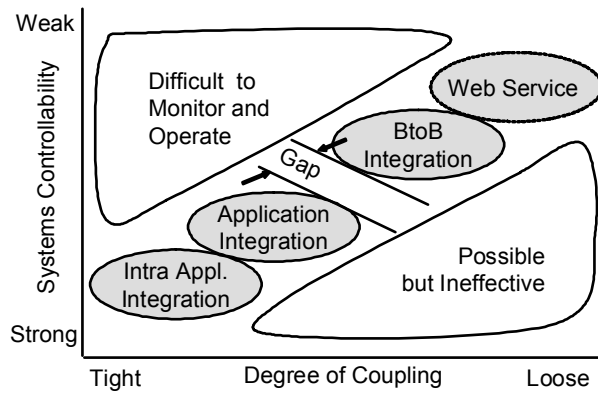 Weak
Systems Controllability
Strong
Difficult to
Monitor and
Operate
Web Service
BtoB
Integration
Gap
Application
Integration
Intra Appl.
Integration
Possible
but Ineffective
Tight
Degree of Coupling
Loose